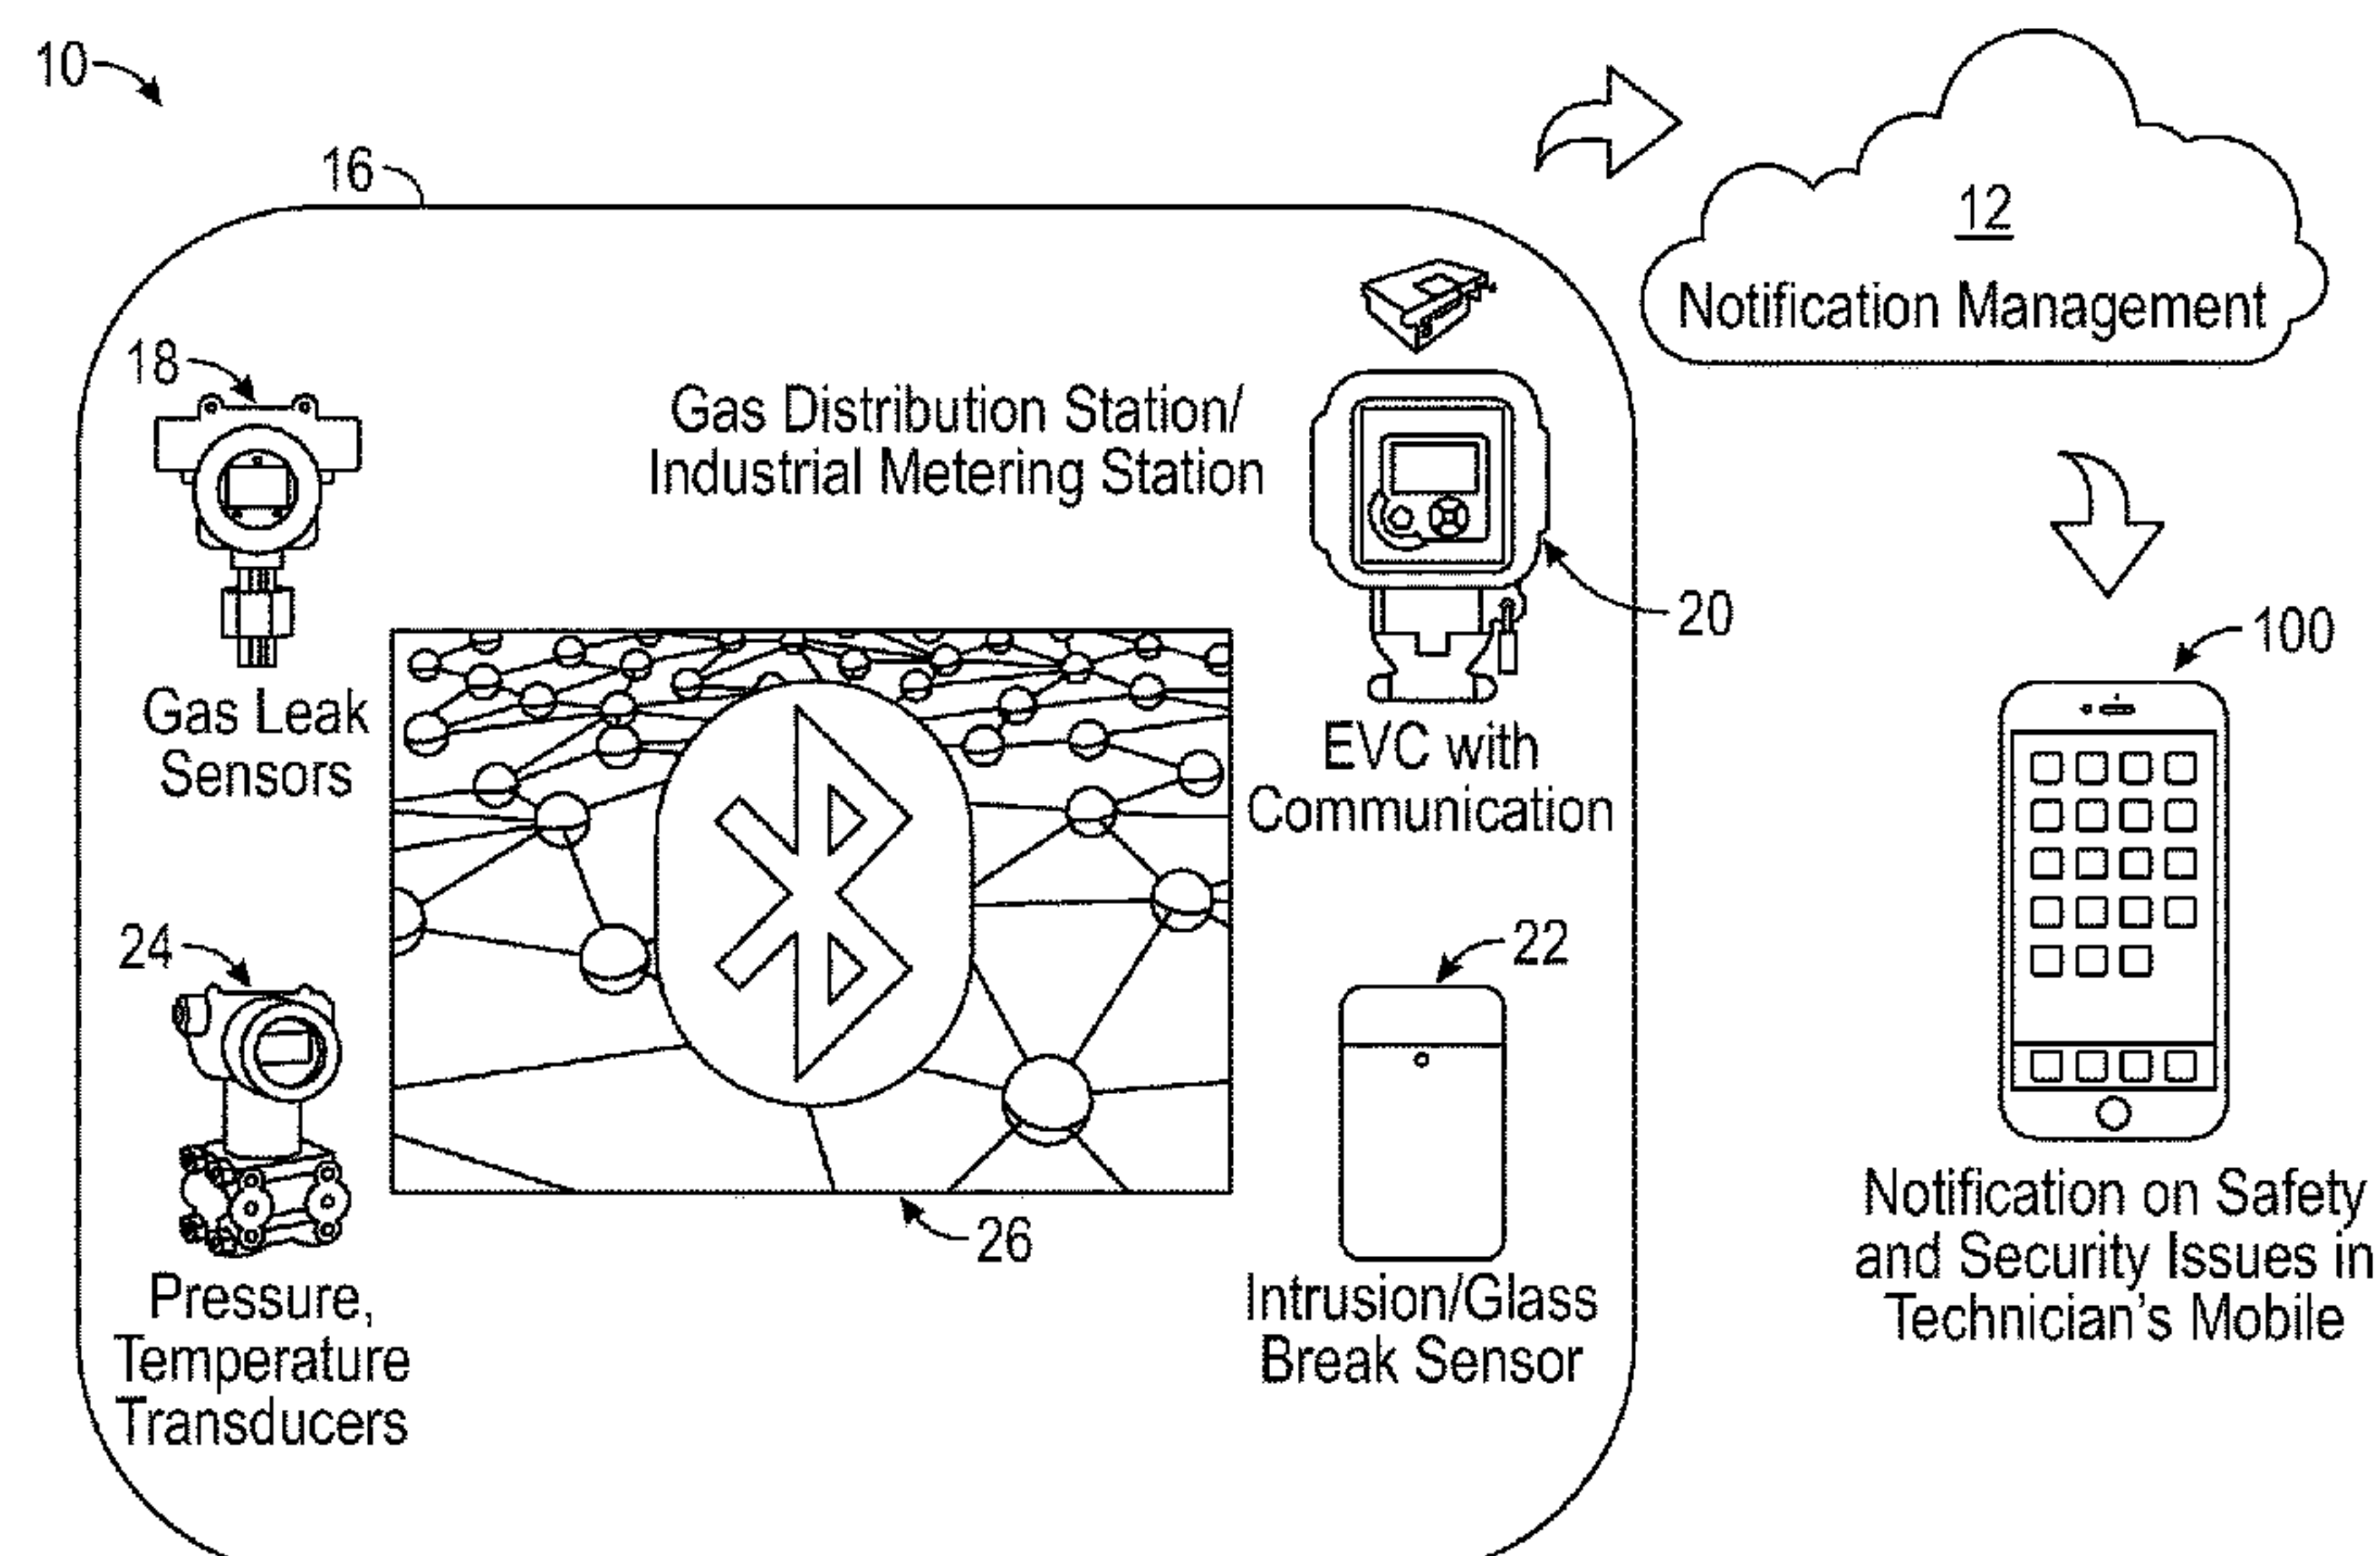 10
16
12
Notification Management
18
Gas Distribution Station/
Industrial Metering Station
20
100
Gas Leak
Sensors
EVC with
Communication
24
22
26
Pressure,
Temperature
Transducers
Intrusion/Glass
Break Sensor
Notification on Safety
and Security Issues in
Technician's Mobile